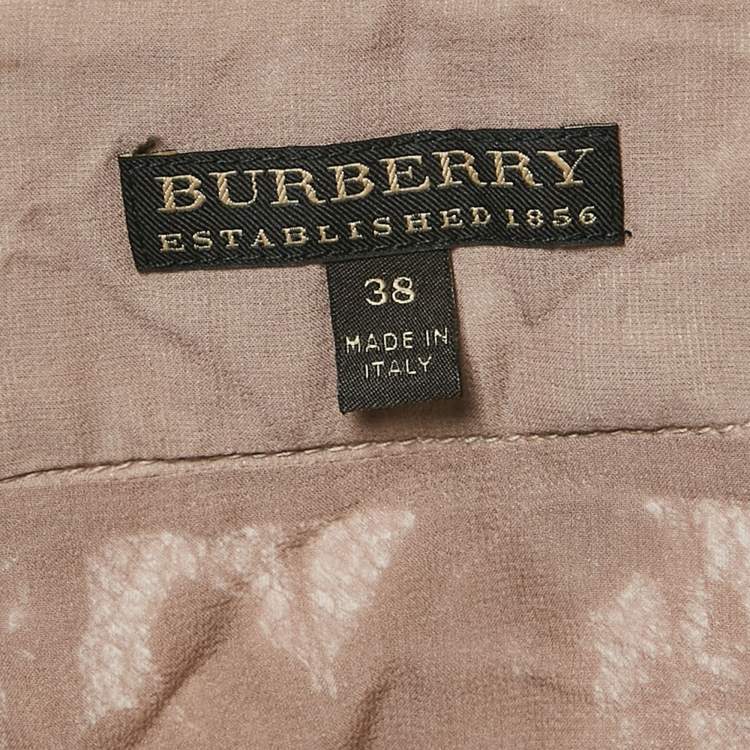 BURBERRY
ESTABLISHED 1856
38
MADE IN
ITALY